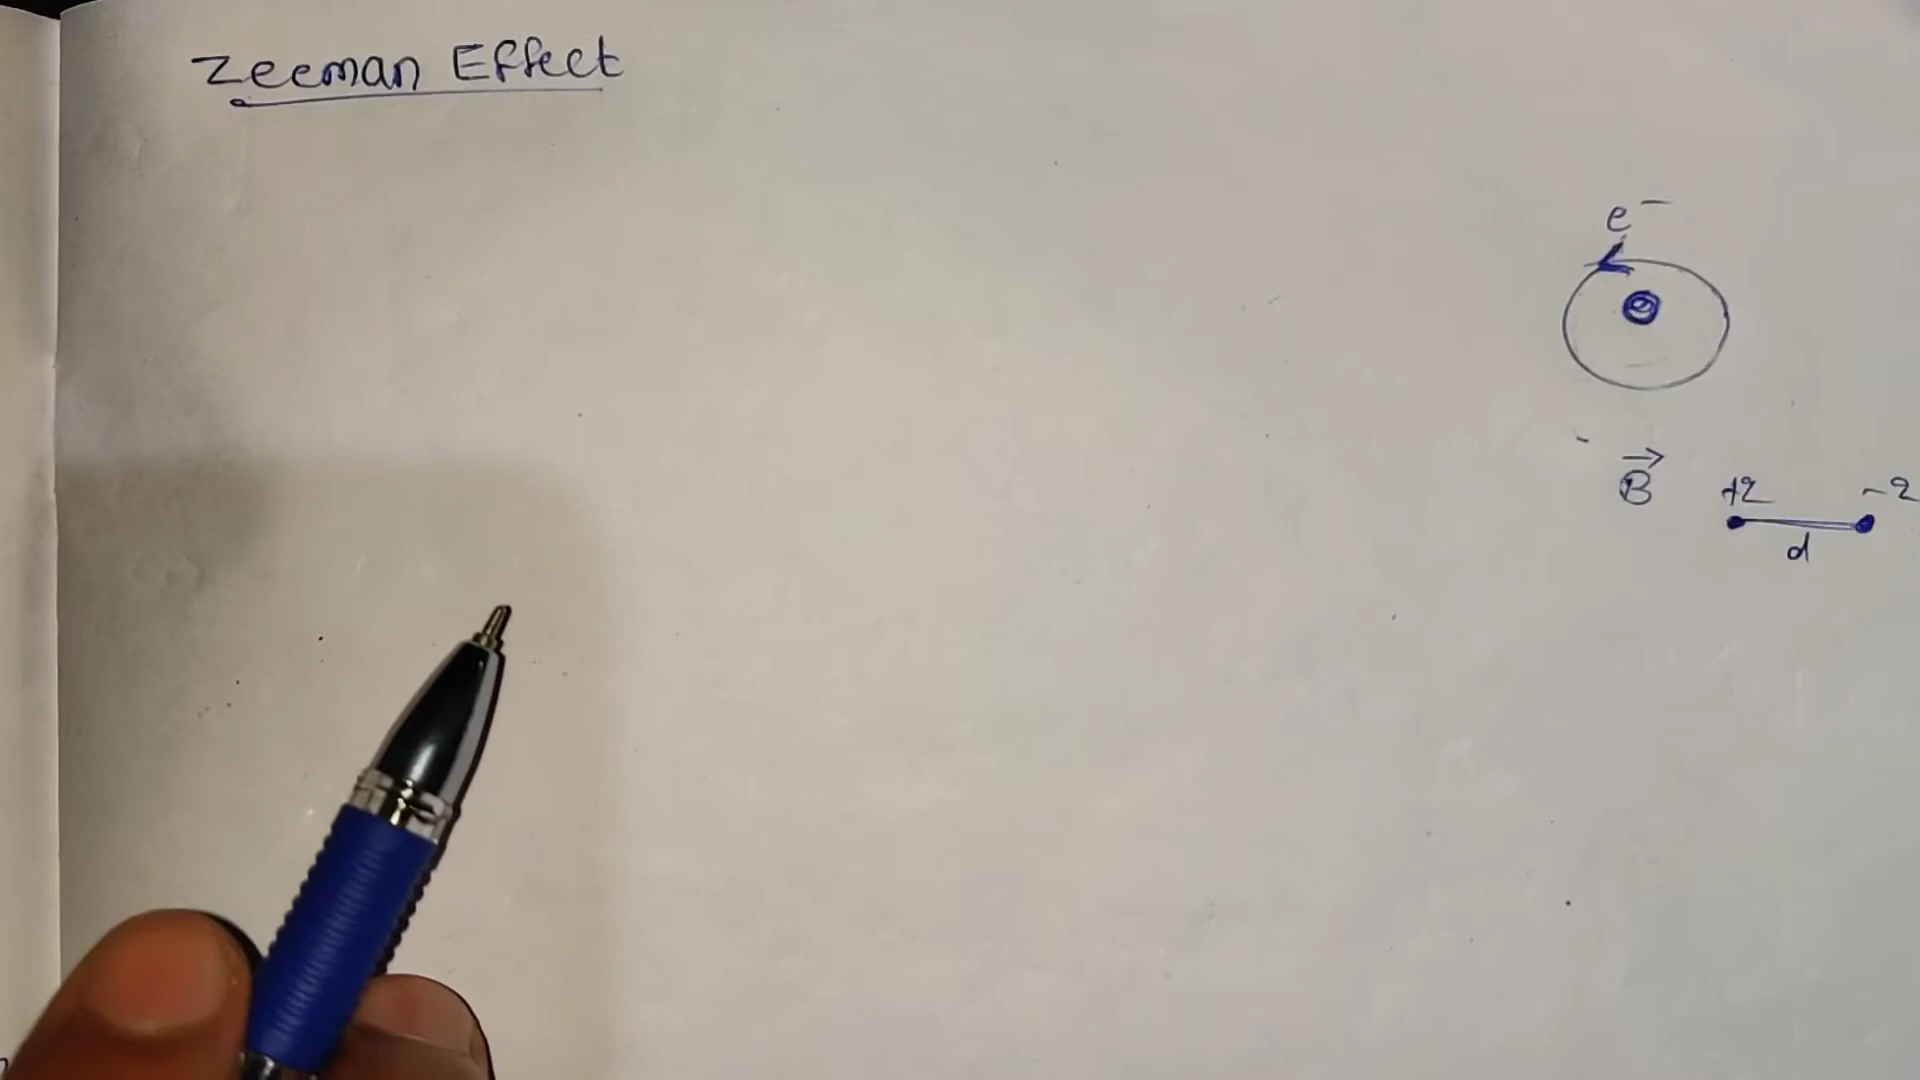 Zeeman Effect
e⁻
B⃗
+q -q
d